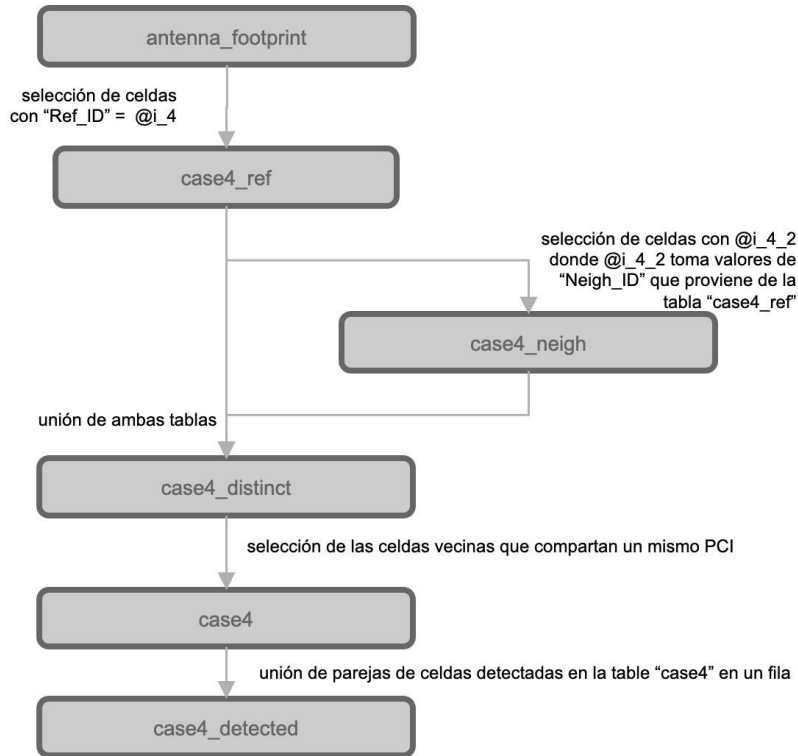 antenna_footprint
selección de celdas
con “Ref_ID” = @i_4
case4_ref
selección de celdas con @i_4_2
donde @i_4_2 toma valores de
“Neigh_ID” que proviene de la
tabla “case4_ref”
case4_neigh
unión de ambas tablas
case4_distinct
selección de las celdas vecinas que compartan un mismo PCI
case4
unión de parejas de celdas detectadas en la table “case4” en un fila
case4_detected